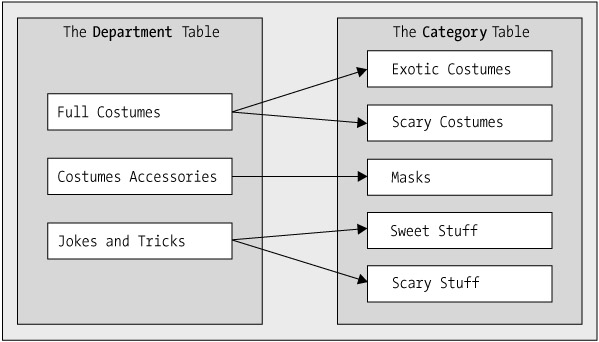 The Department Table
Full Costumes
Costumes Accessories
Jokes and Tricks
The Category Table
Exotic Costumes
Scary Costumes
Masks
Sweet Stuff
Scary Stuff